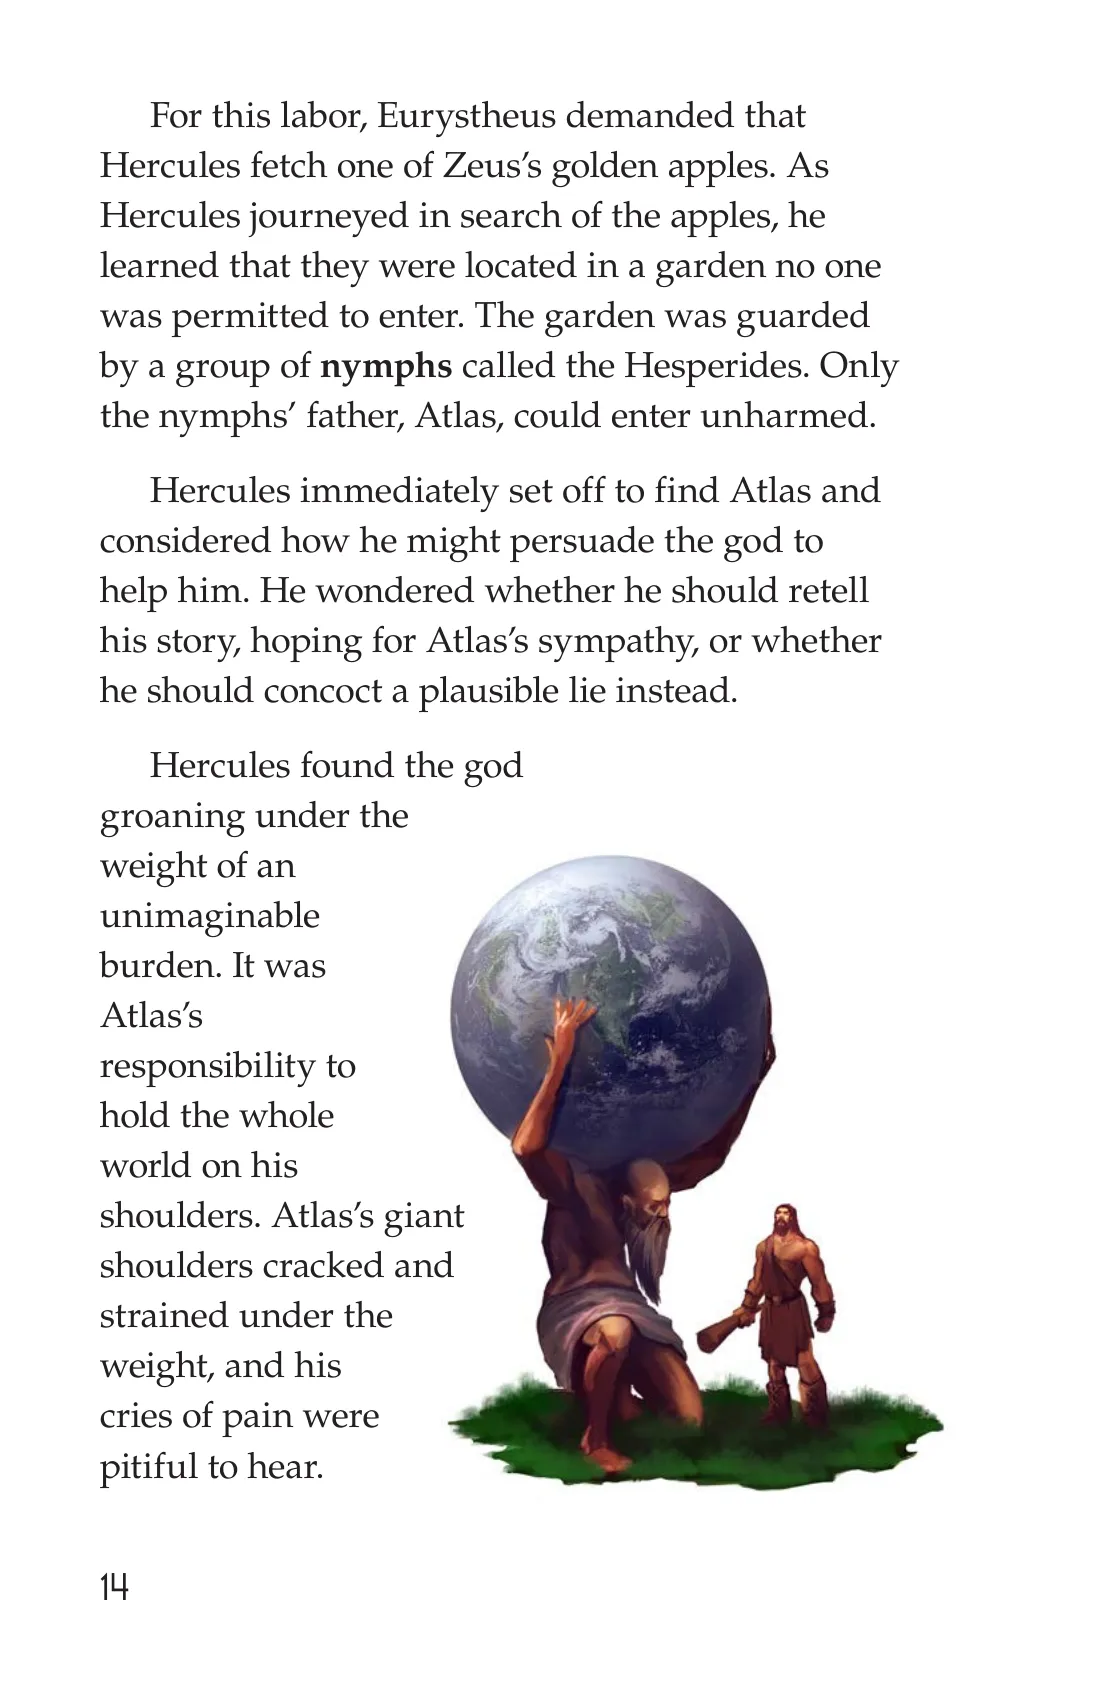 For this labor, Eurystheus demanded that
Hercules fetch one of Zeus’s golden apples. As
Hercules journeyed in search of the apples, he
learned that they were located in a garden no one
was permitted to enter. The garden was guarded
by a group of nymphs called the Hesperides. Only
the nymphs’ father, Atlas, could enter unharmed.
Hercules immediately set off to find Atlas and
considered how he might persuade the god to
help him. He wondered whether he should retell
his story, hoping for Atlas’s sympathy, or whether
he should concoct a plausible lie instead.
Hercules found the god
groaning under the
weight of an
unimaginable
burden. It was
Atlas’s
responsibility to
hold the whole
world on his
shoulders. Atlas’s giant
shoulders cracked and
strained under the
weight, and his
cries of pain were
pitiful to hear.
14